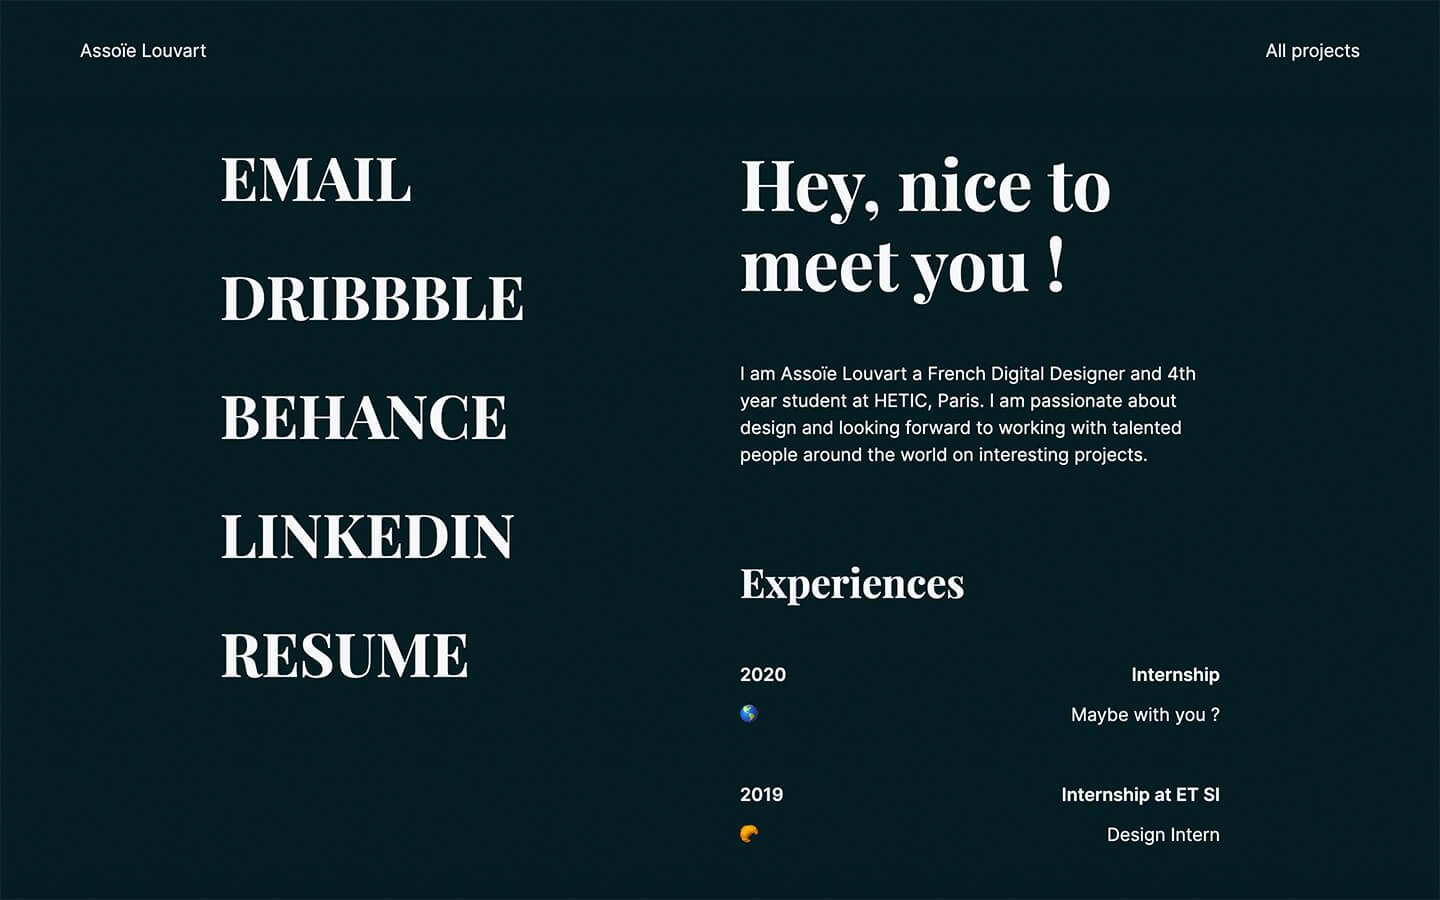 Assoïe Louvart
All projects
EMAIL
DRIBBBLE
BEHANCE
LINKEDIN
RESUME
Hey, nice to
meet you !
I am Assoïe Louvart a French Digital Designer and 4th
year student at HETIC, Paris. I am passionate about
design and looking forward to working with talented
people around the world on interesting projects.
Experiences
2020 Internship
🌎 Maybe with you ?
2019 Internship at ET SI
🥐 Design Intern